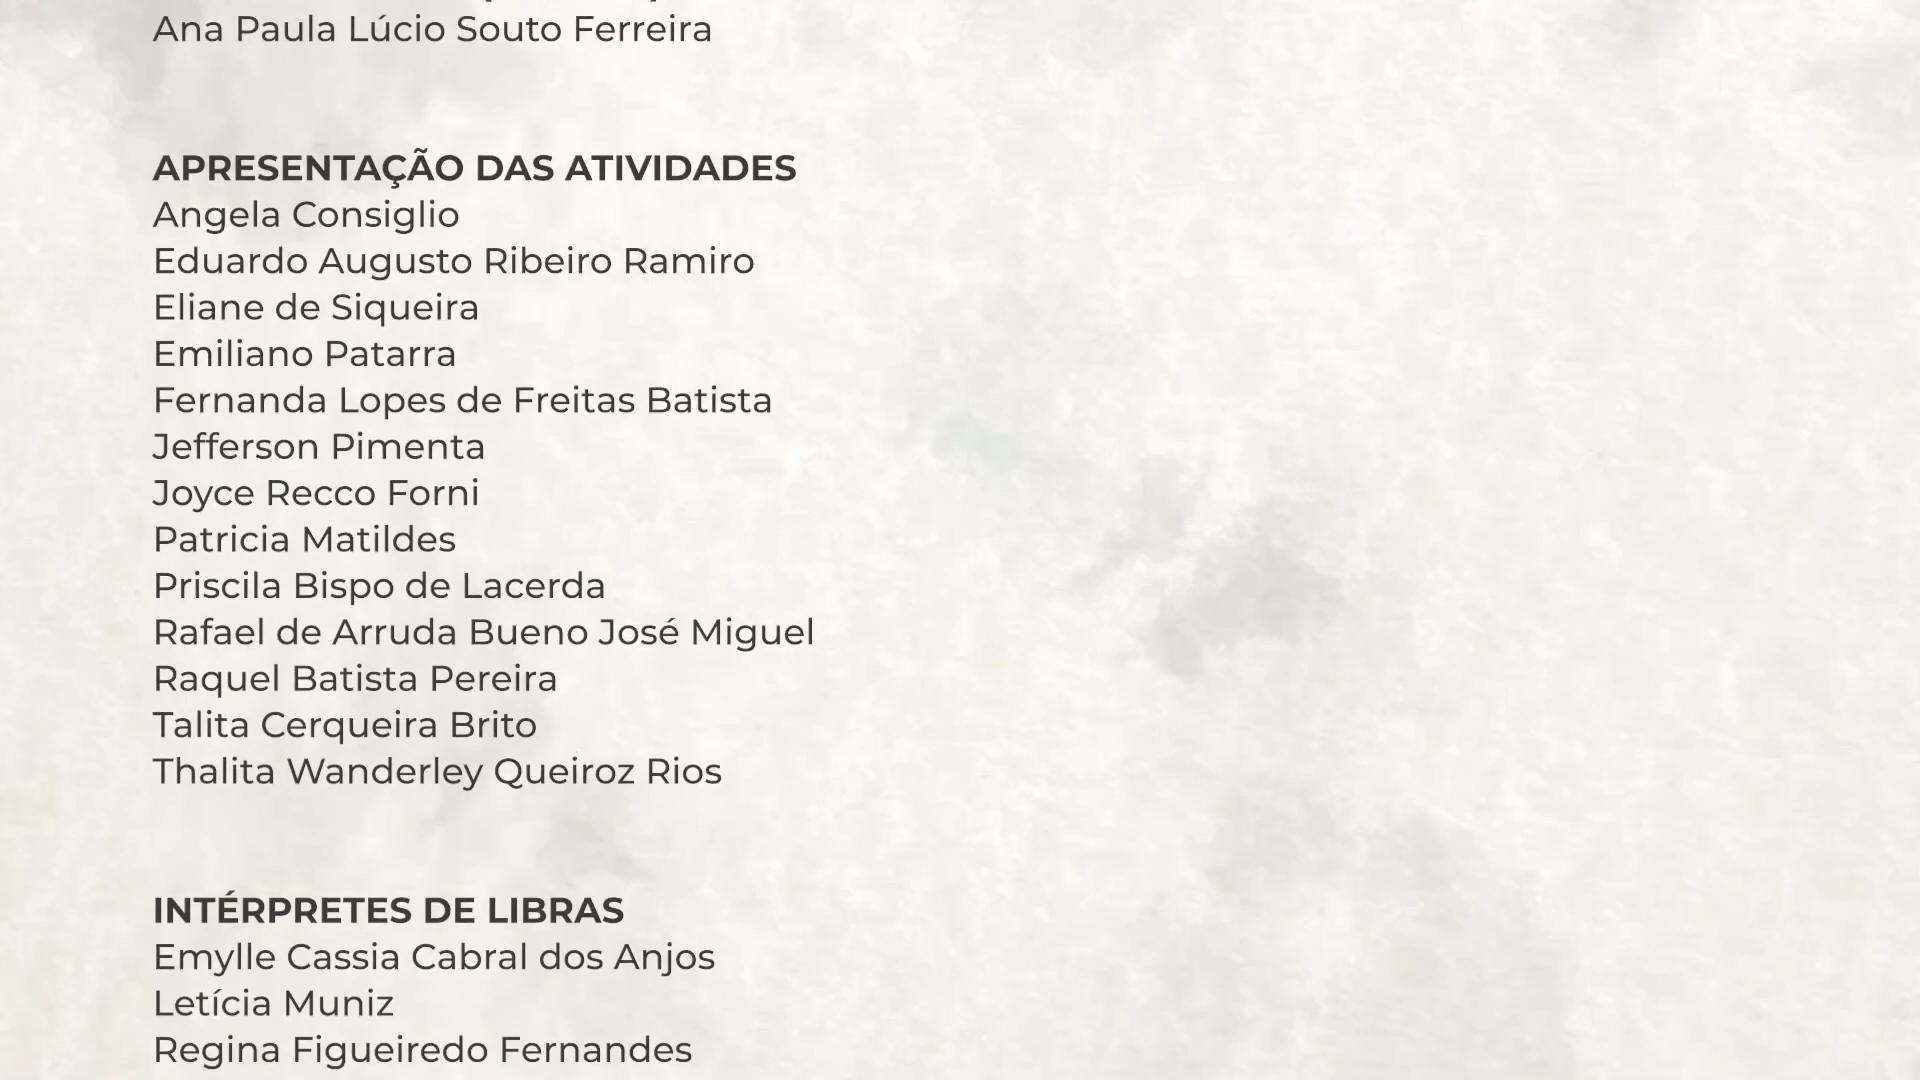 Ana Paula Lúcio Souto Ferreira
APRESENTAÇÃO DAS ATIVIDADES
Angela Consiglio
Eduardo Augusto Ribeiro Ramiro
Eliane de Siqueira
Emiliano Patarra
Fernanda Lopes de Freitas Batista
Jefferson Pimenta
Joyce Recco Forni
Patricia Matildes
Priscila Bispo de Lacerda
Rafael de Arruda Bueno José Miguel
Raquel Batista Pereira
Talita Cerqueira Brito
Thalita Wanderley Queiroz Rios
INTÉRPRETES DE LIBRAS
Emylle Cassia Cabral dos Anjos
Letícia Muniz
Regina Figueiredo Fernandes